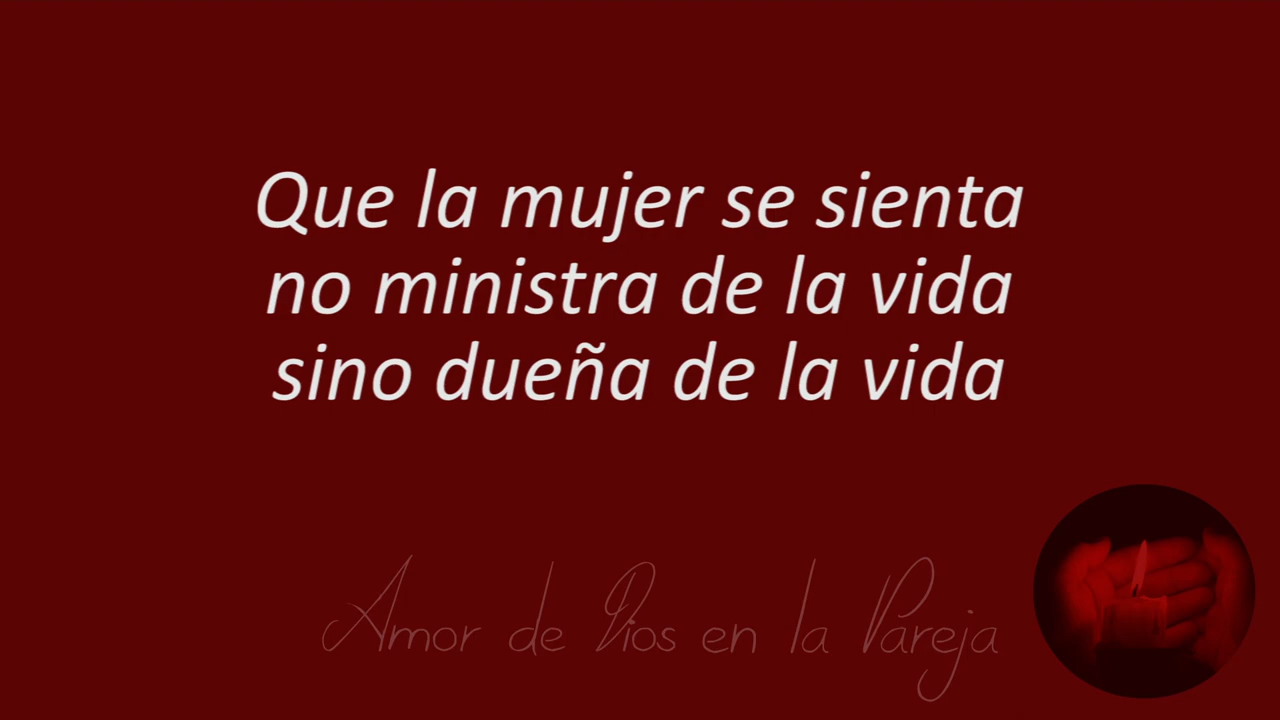 Que la mujer se sienta
no ministra de la vida
sino dueña de la vida
Amor de Dios en la Pareja